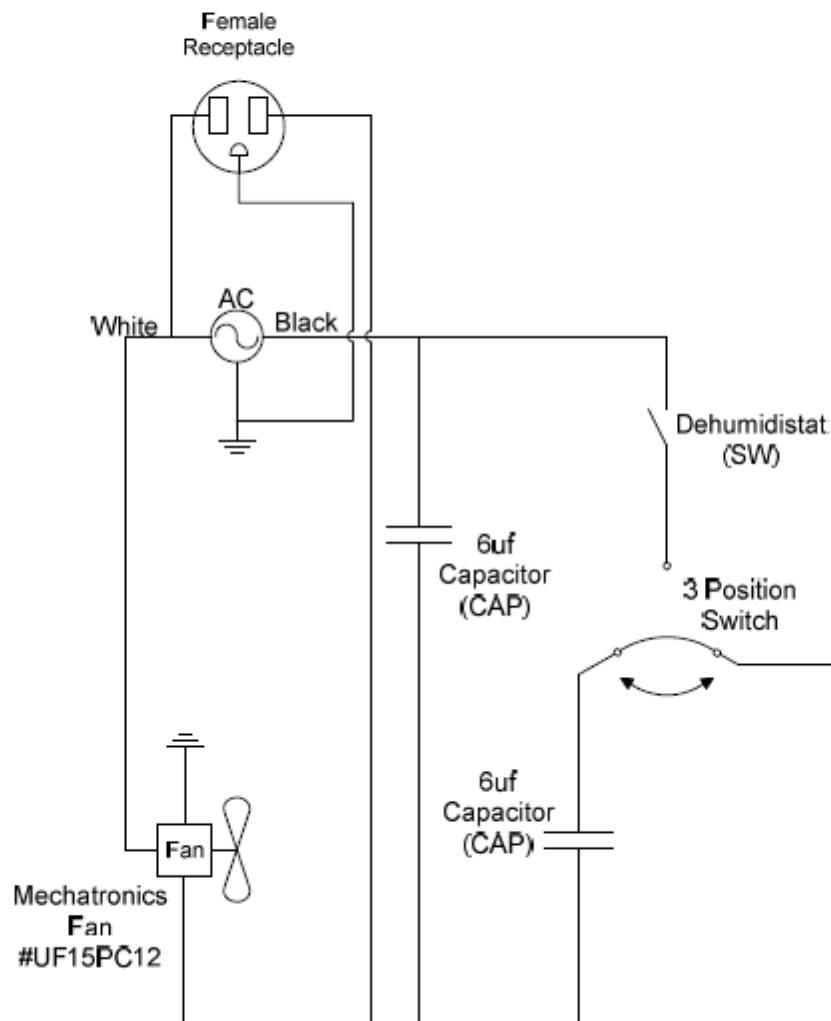 Female
Receptacle
AC
White
Black
Dehumidistat
(SW)
6uf
Capacitor
(CAP)
3 Position
Switch
6uf
Capacitor
(CAP)
Fan
Mechatronics
Fan
#UF15PC12